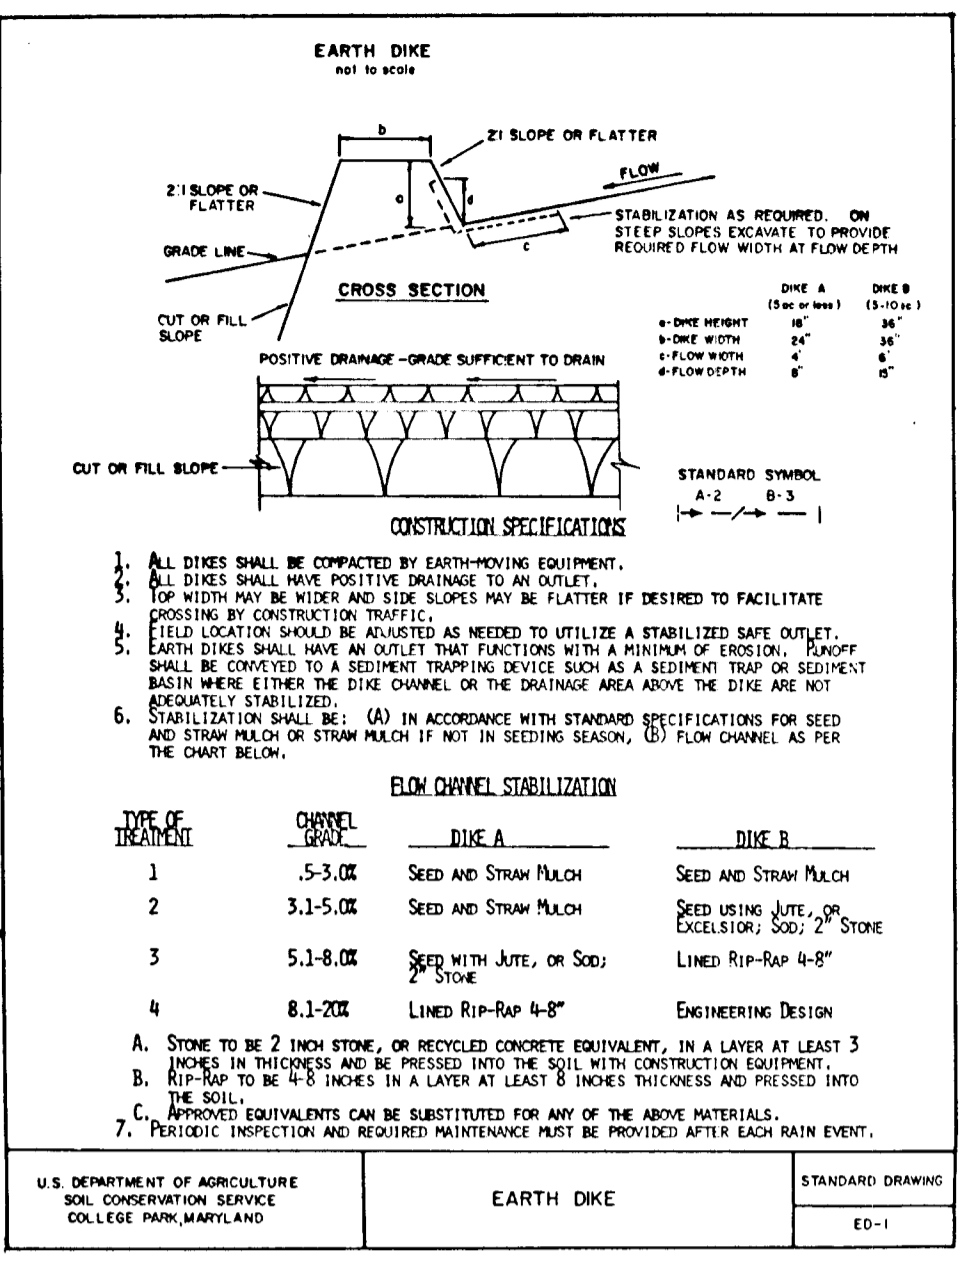 EARTH DIKE
not to scale
b
2:1 SLOPE OR FLATTER
FLOW
2:1 SLOPE OR
FLATTER
a
d
STABILIZATION AS REQUIRED. ON
STEEP SLOPES EXCAVATE TO PROVIDE
REQUIRED FLOW WIDTH AT FLOW DEPTH
c
GRADE LINE
CROSS SECTION
CUT OR FILL
SLOPE
DIKE A DIKE B
(5 ac or less) (5-10 ac)
a-DIKE HEIGHT 18" 36"
b-DIKE WIDTH 24" 36"
c-FLOW WIDTH 4' 6'
d-FLOW DEPTH 8" 15"
POSITIVE DRAINAGE-GRADE SUFFICIENT TO DRAIN
CUT OR FILL SLOPE
STANDARD SYMBOL
A-2 B-3
CONSTRUCTION SPECIFICATIONS
1. ALL DIKES SHALL BE COMPACTED BY EARTH-MOVING EQUIPMENT.
2. ALL DIKES SHALL HAVE POSITIVE DRAINAGE TO AN OUTLET.
3. TOP WIDTH MAY BE WIDER AND SIDE SLOPES MAY BE FLATTER IF DESIRED TO FACILITATE
CROSSING BY CONSTRUCTION TRAFFIC.
4. FIELD LOCATION SHOULD BE ADJUSTED AS NEEDED TO UTILIZE A STABILIZED SAFE OUTLET.
5. EARTH DIKES SHALL HAVE AN OUTLET THAT FUNCTIONS WITH A MINIMUM OF EROSION. RUNOFF
SHALL BE CONVEYED TO A SEDIMENT TRAPPING DEVICE SUCH AS A SEDIMENT TRAP OR SEDIMENT
BASIN WHERE EITHER THE DIKE CHANNEL OR THE DRAINAGE AREA ABOVE THE DIKE ARE NOT
ADEQUATELY STABILIZED.
6. STABILIZATION SHALL BE: (A) IN ACCORDANCE WITH STANDARD SPECIFICATIONS FOR SEED
AND STRAW MULCH OR STRAW MULCH IF NOT IN SEEDING SEASON, (B) FLOW CHANNEL AS PER
THE CHART BELOW.
FLOW CHANNEL STABILIZATION
TYPE OF CHANNEL
TREATMENT GRADE DIKE A DIKE B
1 .5-3.0% SEED AND STRAW MULCH SEED AND STRAW MULCH
2 3.1-5.0% SEED AND STRAW MULCH SEED USING JUTE, OR
EXCELSIOR; SOD; 2" STONE
3 5.1-8.0% SEED WITH JUTE, OR SOD; LINED RIP-RAP 4-8"
2" STONE
4 8.1-20% LINED RIP-RAP 4-8" ENGINEERING DESIGN
A. STONE TO BE 2 INCH STONE, OR RECYCLED CONCRETE EQUIVALENT, IN A LAYER AT LEAST 3
INCHES IN THICKNESS AND BE PRESSED INTO THE SOIL WITH CONSTRUCTION EQUIPMENT.
B. RIP-RAP TO BE 4-8 INCHES IN A LAYER AT LEAST 8 INCHES THICKNESS AND PRESSED INTO
THE SOIL.
C. APPROVED EQUIVALENTS CAN BE SUBSTITUTED FOR ANY OF THE ABOVE MATERIALS.
7. PERIODIC INSPECTION AND REQUIRED MAINTENANCE MUST BE PROVIDED AFTER EACH RAIN EVENT.
U.S. DEPARTMENT OF AGRICULTURE
SOIL CONSERVATION SERVICE
COLLEGE PARK, MARYLAND
EARTH DIKE
STANDARD DRAWING
ED-1